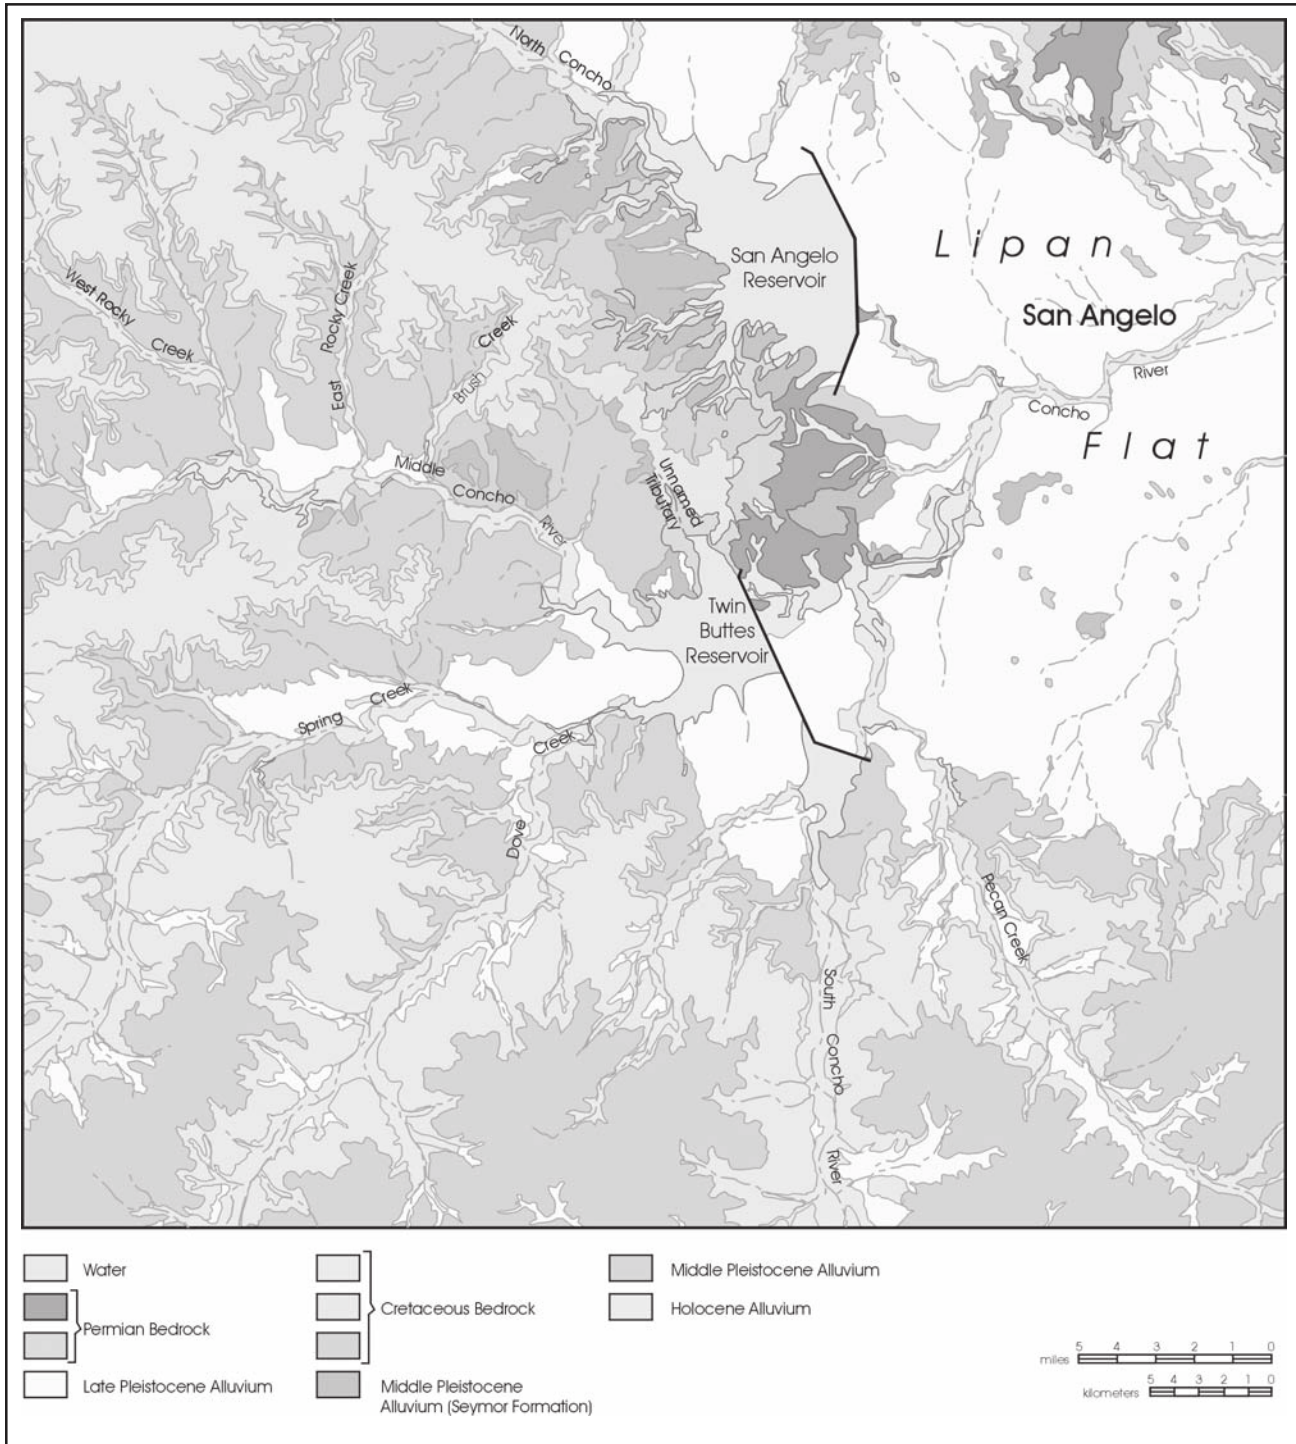 North Concho
San Angelo
Reservoir
Lipan
San Angelo
West Rocky
Creek
East Rocky Creek
Brush Creek
River
Concho
Flat
Middle
Concho
River
Unnamed
Tributary
Twin
Buttes
Reservoir
Spring Creek
Dove Creek
Pecan Creek
South
Concho
River
Water
Permian Bedrock
Late Pleistocene Alluvium
Cretaceous Bedrock
Middle Pleistocene
Alluvium (Seymor Formation)
Middle Pleistocene Alluvium
Holocene Alluvium
5 4 3 2 1 0
miles
5 4 3 2 1 0
kilometers